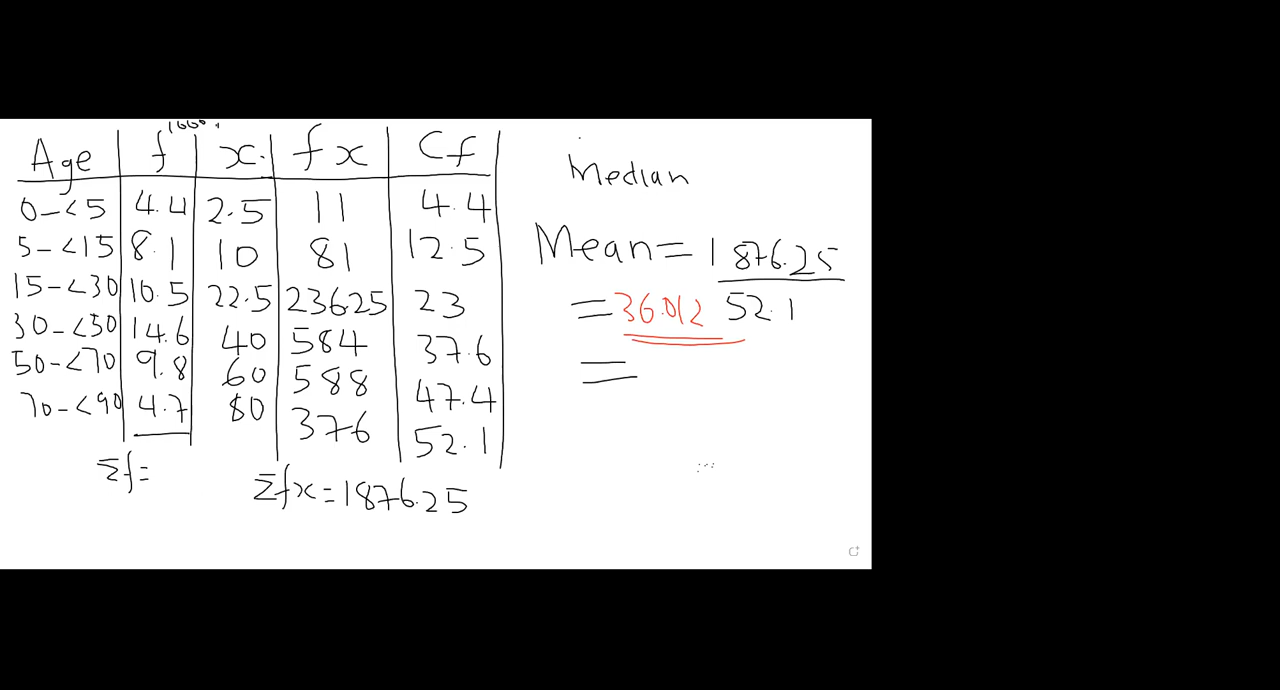 1000
Age f x. fx Cf
0-<5 4.4 2.5 11 4.4
5-<15 8.1 10 81 12.5
15-<30 10.5 22.5 236.25 23
30-<50 14.6 40 584 37.6
50-<70 9.8 60 588 47.4
70-<90 4.7 80 376 52.1
Σf=
Σfx=1876.25
Median
Mean= 1876.25
=36.012 52.1
=